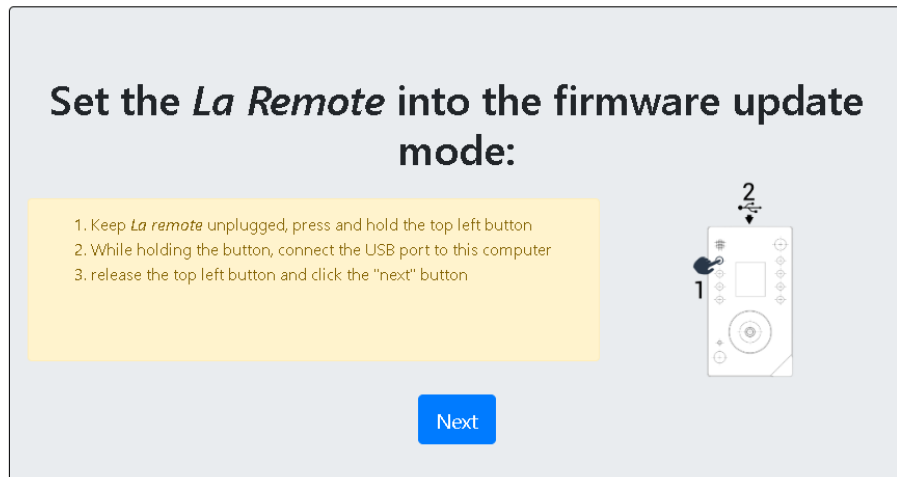 Set the La Remote into the firmware update
mode:
1. Keep La remote unplugged, press and hold the top left button
2. While holding the button, connect the USB port to this computer
3. release the top left button and click the "next" button
2
1
Next